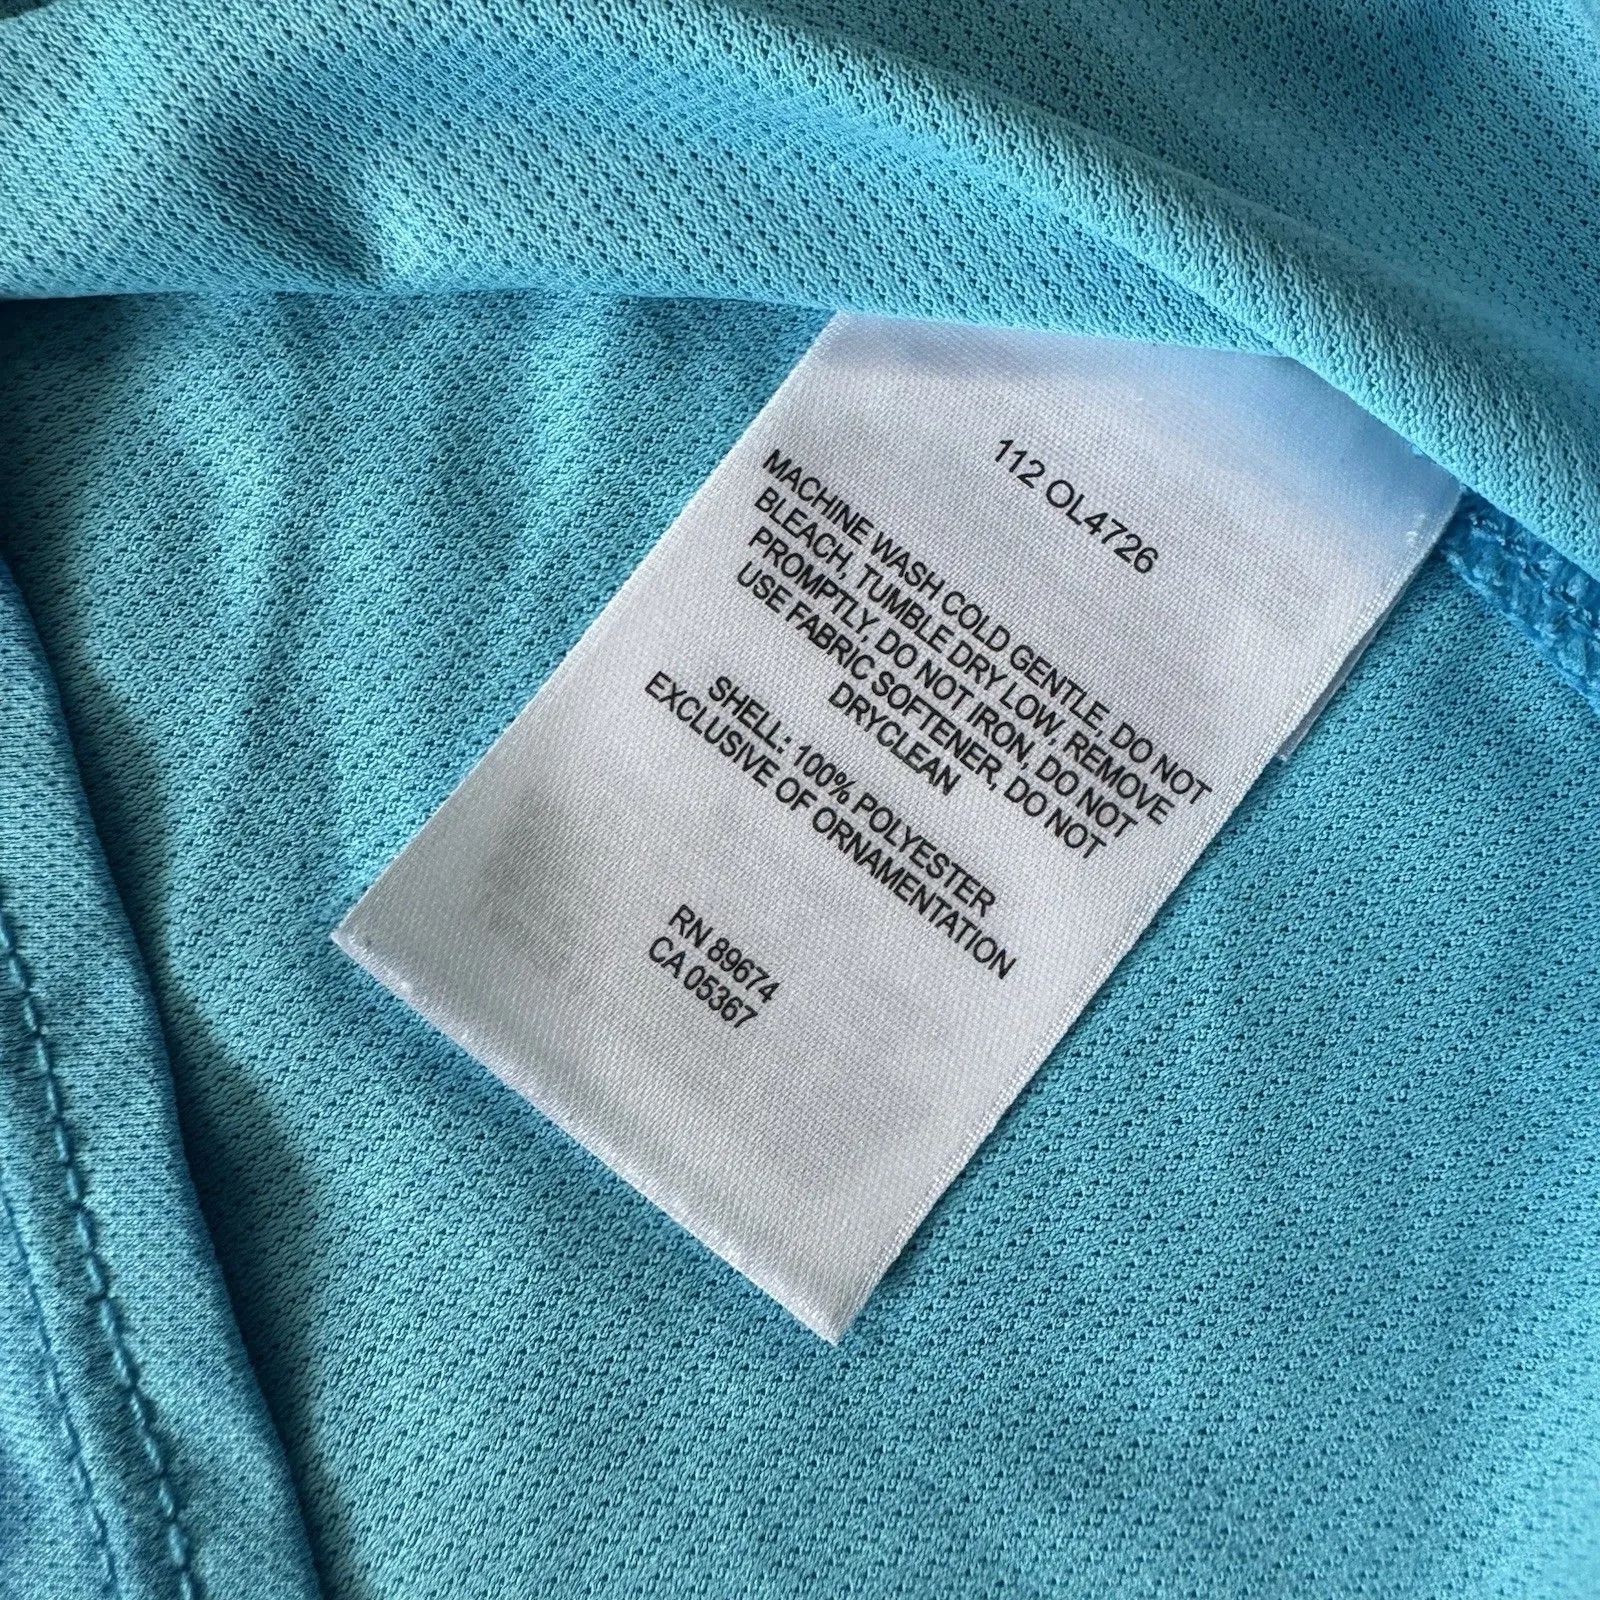 112 OL4726
MACHINE WASH COLD GENTLE, DO NOT
BLEACH, TUMBLE DRY LOW, REMOVE
PROMPTLY, DO NOT IRON, DO NOT
USE FABRIC SOFTENER, DO NOT
DRYCLEAN
SHELL: 100% POLYESTER
EXCLUSIVE OF ORNAMENTATION
RN 89674
CA 05367